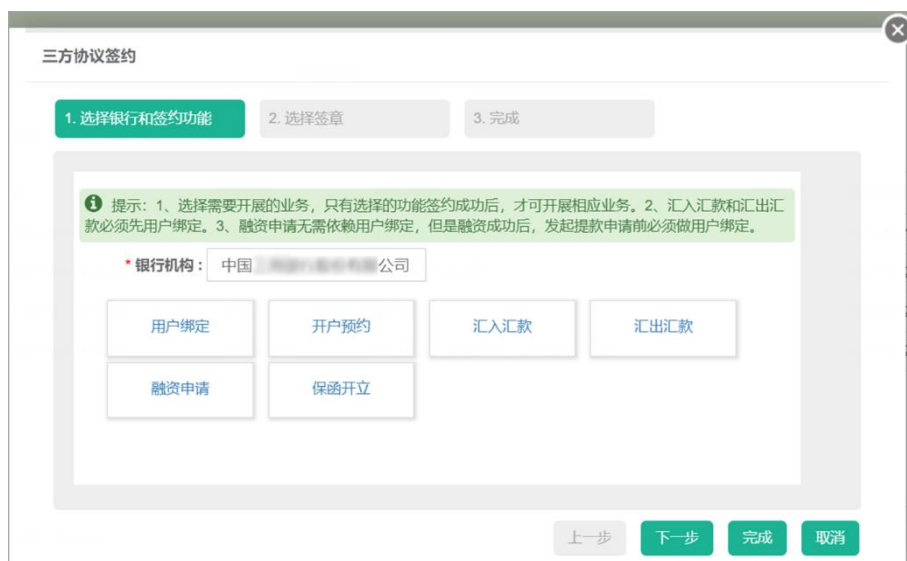 三方协议签约
1. 选择银行和签约功能 2. 选择签章 3. 完成
提示：1、选择需要开展的业务，只有选择的功能签约成功后，才可开展相应业务。2、汇入汇款和汇出汇
款必须先用户绑定。3、融资申请无需依赖用户绑定，但是融资成功后，发起提款申请前必须做用户绑定。
* 银行机构： 中国 公司
用户绑定 开户预约 汇入汇款 汇出汇款
融资申请 保函开立
上一步 下一步 完成 取消